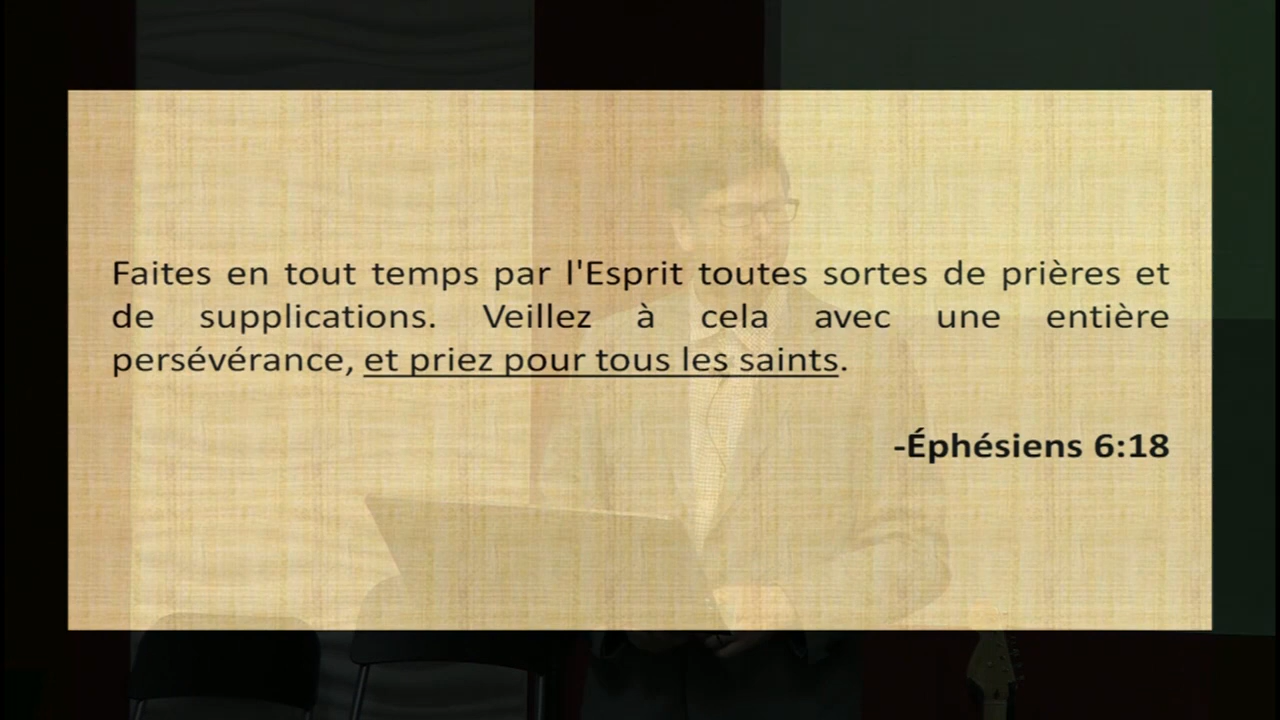 Faites en tout temps par l'Esprit toutes sortes de prières et
de supplications. Veillez à cela avec une entière
persévérance, et priez pour tous les saints.
-Éphésiens 6:18